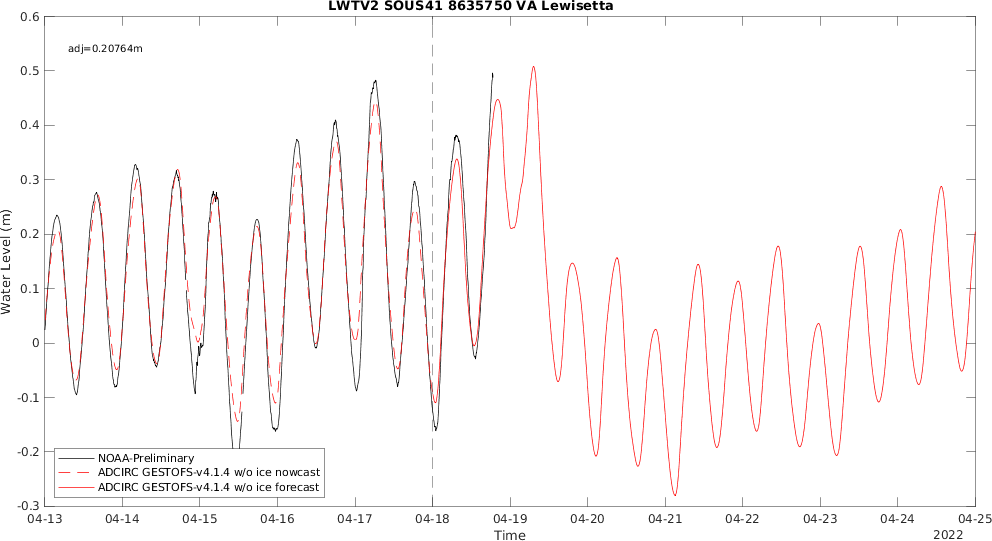 LWTV2 SOUS41 8635750 VA Lewisetta
adj=0.20764m
Water Level (m)
0.6
0.5
0.4
0.3
0.2
0.1
0
-0.1
-0.2
-0.3
NOAA-Preliminary
ADCIRC GESTOFS-v4.1.4 w/o ice nowcast
ADCIRC GESTOFS-v4.1.4 w/o ice forecast
04-13 04-14 04-15 04-16 04-17 04-18 04-19 04-20 04-21 04-22 04-23 04-24 04-25
Time
2022